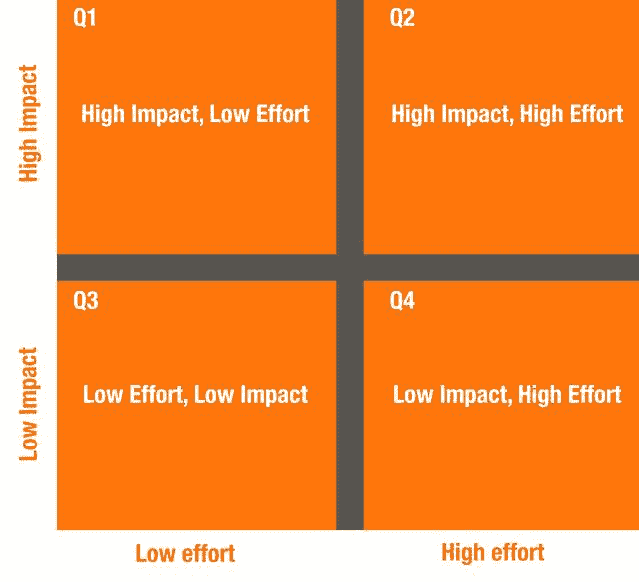 Q1
Q2
High Impact
High Impact, Low Effort
High Impact, High Effort
Q3
Q4
Low Impact
Low Effort, Low Impact
Low Impact, High Effort
Low effort
High effort